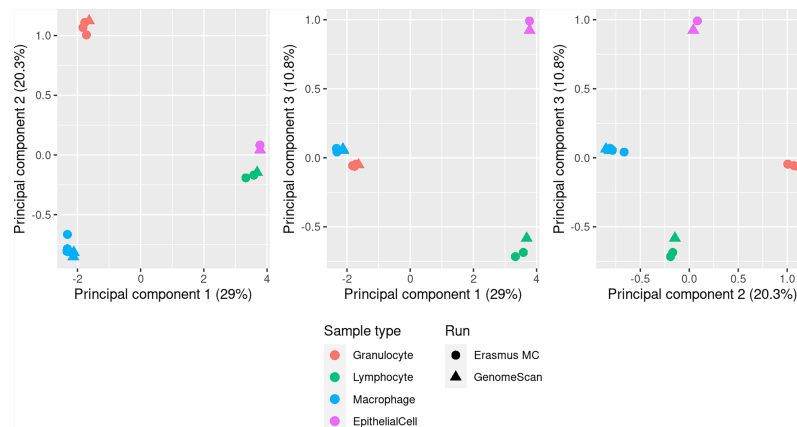 Principal component 2 (20.3%)
1.0
0.5
0.0
-0.5
-2
0
2
4
Principal component 1 (29%)
Principal component 3 (10.8%)
1.0
0.5
0.0
-0.5
-2
0
2
4
Principal component 1 (29%)
Principal component 3 (10.8%)
1.0
0.5
0.0
-0.5
-0.5
0.0
0.5
1.0
Principal component 2 (20.3%)
Sample type
Granulocyte
Lymphocyte
Macrophage
EpithelialCell
Run
Erasmus MC
GenomeScan